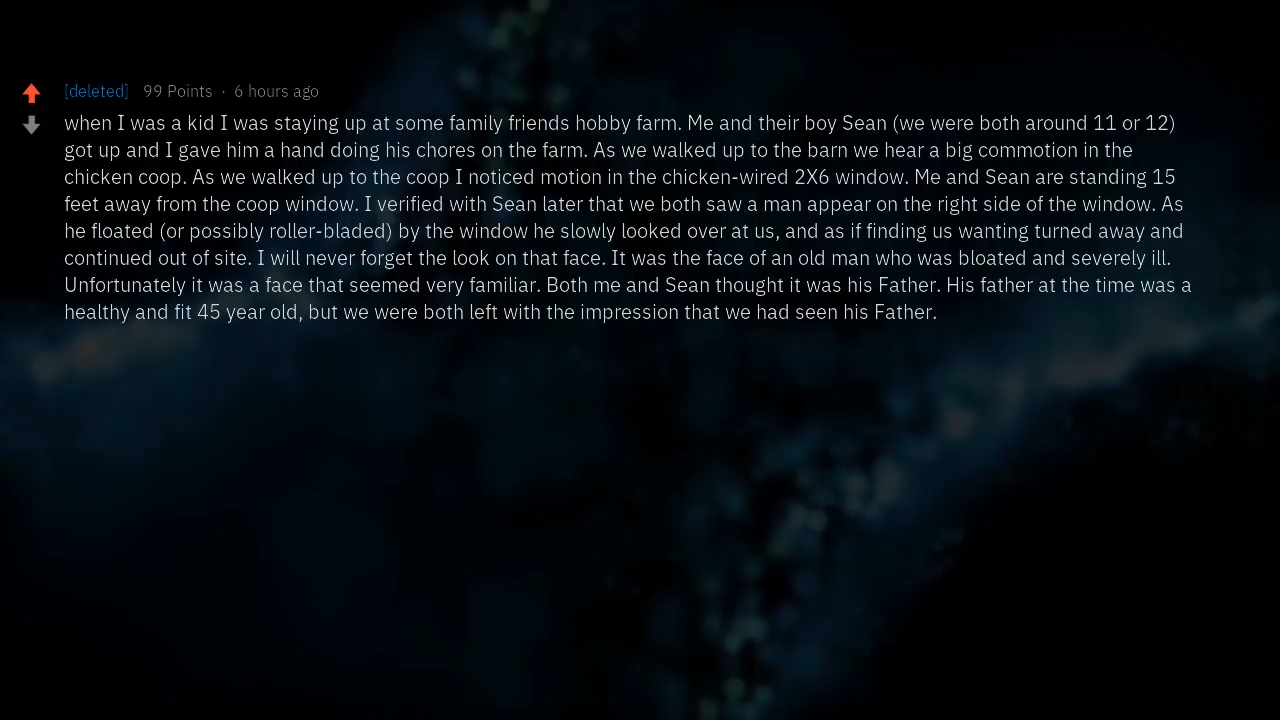 [deleted] 99 Points · 6 hours ago
when I was a kid I was staying up at some family friends hobby farm. Me and their boy Sean (we were both around 11 or 12)
got up and I gave him a hand doing his chores on the farm. As we walked up to the barn we hear a big commotion in the
chicken coop. As we walked up to the coop I noticed motion in the chicken-wired 2X6 window. Me and Sean are standing 15
feet away from the coop window. I verified with Sean later that we both saw a man appear on the right side of the window. As
he floated (or possibly roller-bladed) by the window he slowly looked over at us, and as if finding us wanting turned away and
continued out of site. I will never forget the look on that face. It was the face of an old man who was bloated and severely ill.
Unfortunately it was a face that seemed very familiar. Both me and Sean thought it was his Father. His father at the time was a
healthy and fit 45 year old, but we were both left with the impression that we had seen his Father.